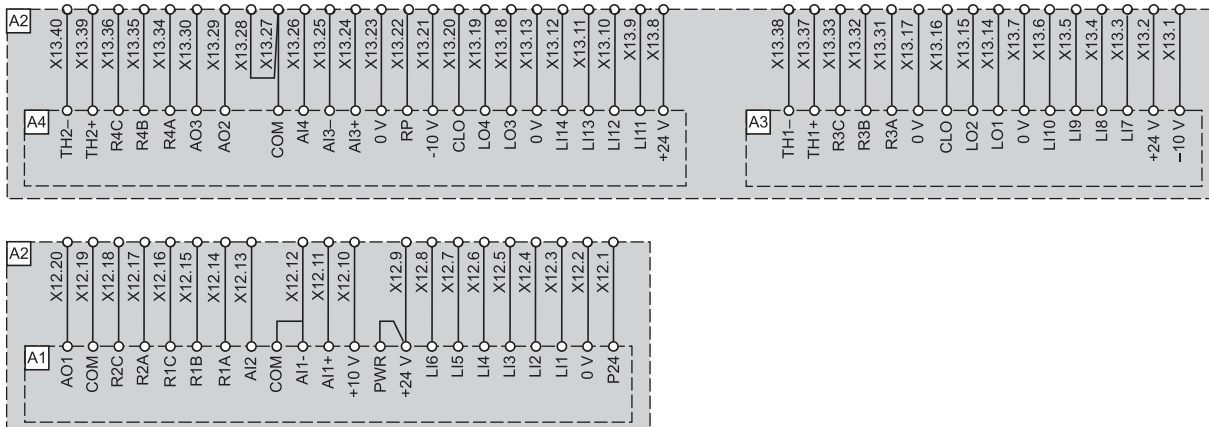 A2
X13.40 X13.39 X13.36 X13.35 X13.34 X13.30 X13.29 X13.28 X13.27 X13.26 X13.25 X13.24 X13.23 X13.22 X13.21 X13.20 X13.19 X13.18 X13.13 X13.12 X13.11 X13.10 X13.9 X13.8
X13.38 X13.37 X13.33 X13.32 X13.31 X13.17 X13.16 X13.15 X13.14 X13.7 X13.6 X13.5 X13.4 X13.3 X13.2 X13.1
A4
TH2– TH2+ R4C R4B R4A AO3 AO2 COM AI4 AI3– AI3+ 0 V RP -10 V CLO LO4 LO3 0 V LI14 LI13 LI12 LI11 +24 V
A3
TH1– TH1+ R3C R3B R3A 0 V CLO LO2 LO1 0 V LI10 LI9 LI8 LI7 +24 V –10 V
A2
X12.20 X12.19 X12.18 X12.17 X12.16 X12.15 X12.14 X12.13 X12.12 X12.11 X12.10 X12.9 X12.8 X12.7 X12.6 X12.5 X12.4 X12.3 X12.2 X12.1
A1
AO1 COM R2C R2A R1C R1B R1A AI2 COM AI1- AI1+ +10 V PWR +24 V LI6 LI5 LI4 LI3 LI2 LI1 0 V P24